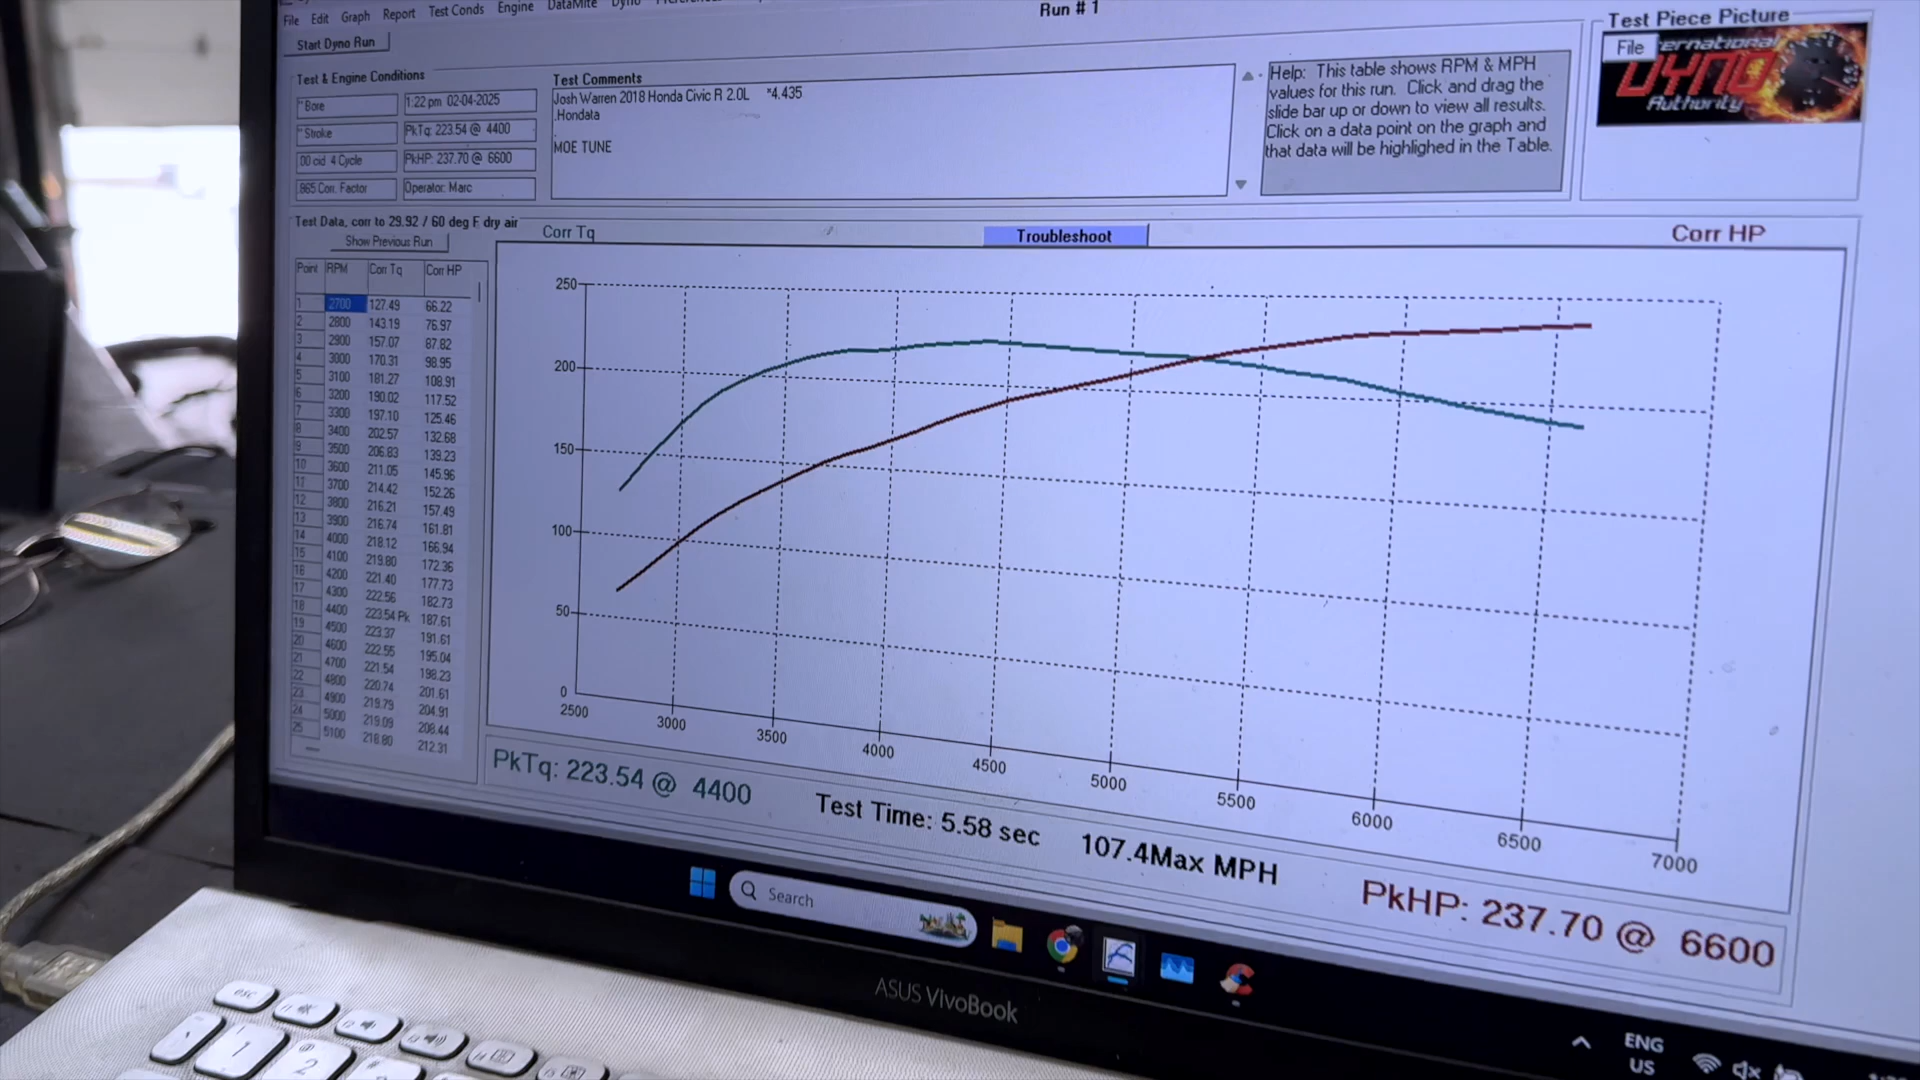 File Edit Graph Report Test Conds Engine DataMite Dyno
Run # 1
Start Dyno Run
Test & Engine Conditions
Bore
1:22 pm 02-04-2025
Stroke
PkTq: 223.54 @ 4400
.00 cid 4 Cycle
PkHP: 237.70 @ 6600
.865 Corr. Factor
Operator: Marc
Test Comments
Josh Warren 2018 Honda Civic R 2.0L *4.435
.Hondata
MOE TUNE
Help: This table shows RPM & MPH
values for this run. Click and drag the
slide bar up or down to view all results.
Click on a data point on the graph and
that data will be highlighed in the Table.
Test Piece Picture
File
ernational
DYNO
Authority
Test Data, corr to 29.92 / 60 deg F dry air
Show Previous Run
Corr Tq
Troubleshoot
Corr HP
Point RPM Corr Tq Corr HP
1 2700 127.49 66.22
2 2800 143.19 76.97
3 2900 157.07 87.82
4 3000 170.31 98.95
5 3100 181.27 108.91
6 3200 190.02 117.52
7 3300 197.10 125.46
8 3400 202.57 132.68
9 3500 206.83 139.23
10 3600 211.05 145.96
11 3700 214.42 152.26
12 3800 216.21 157.49
13 3900 216.74 161.81
14 4000 218.12 166.94
15 4100 219.80 172.36
16 4200 221.40 177.73
17 4300 222.56 182.73
18 4400 223.54 Pk 187.61
19 4500 223.37 191.61
20 4600 222.55 195.04
21 4700 221.54 198.23
22 4800 220.74 201.61
23 4900 219.79 204.91
24 5000 219.09 208.44
25 5100 218.80 212.31
250
200
150
100
50
0
2500 3000 3500 4000 4500 5000 5500 6000 6500 7000
PkTq: 223.54 @ 4400
Test Time: 5.58 sec
107.4Max MPH
PkHP: 237.70 @ 6600
Search
ENG
US
ASUS VivoBook
esc
1
2